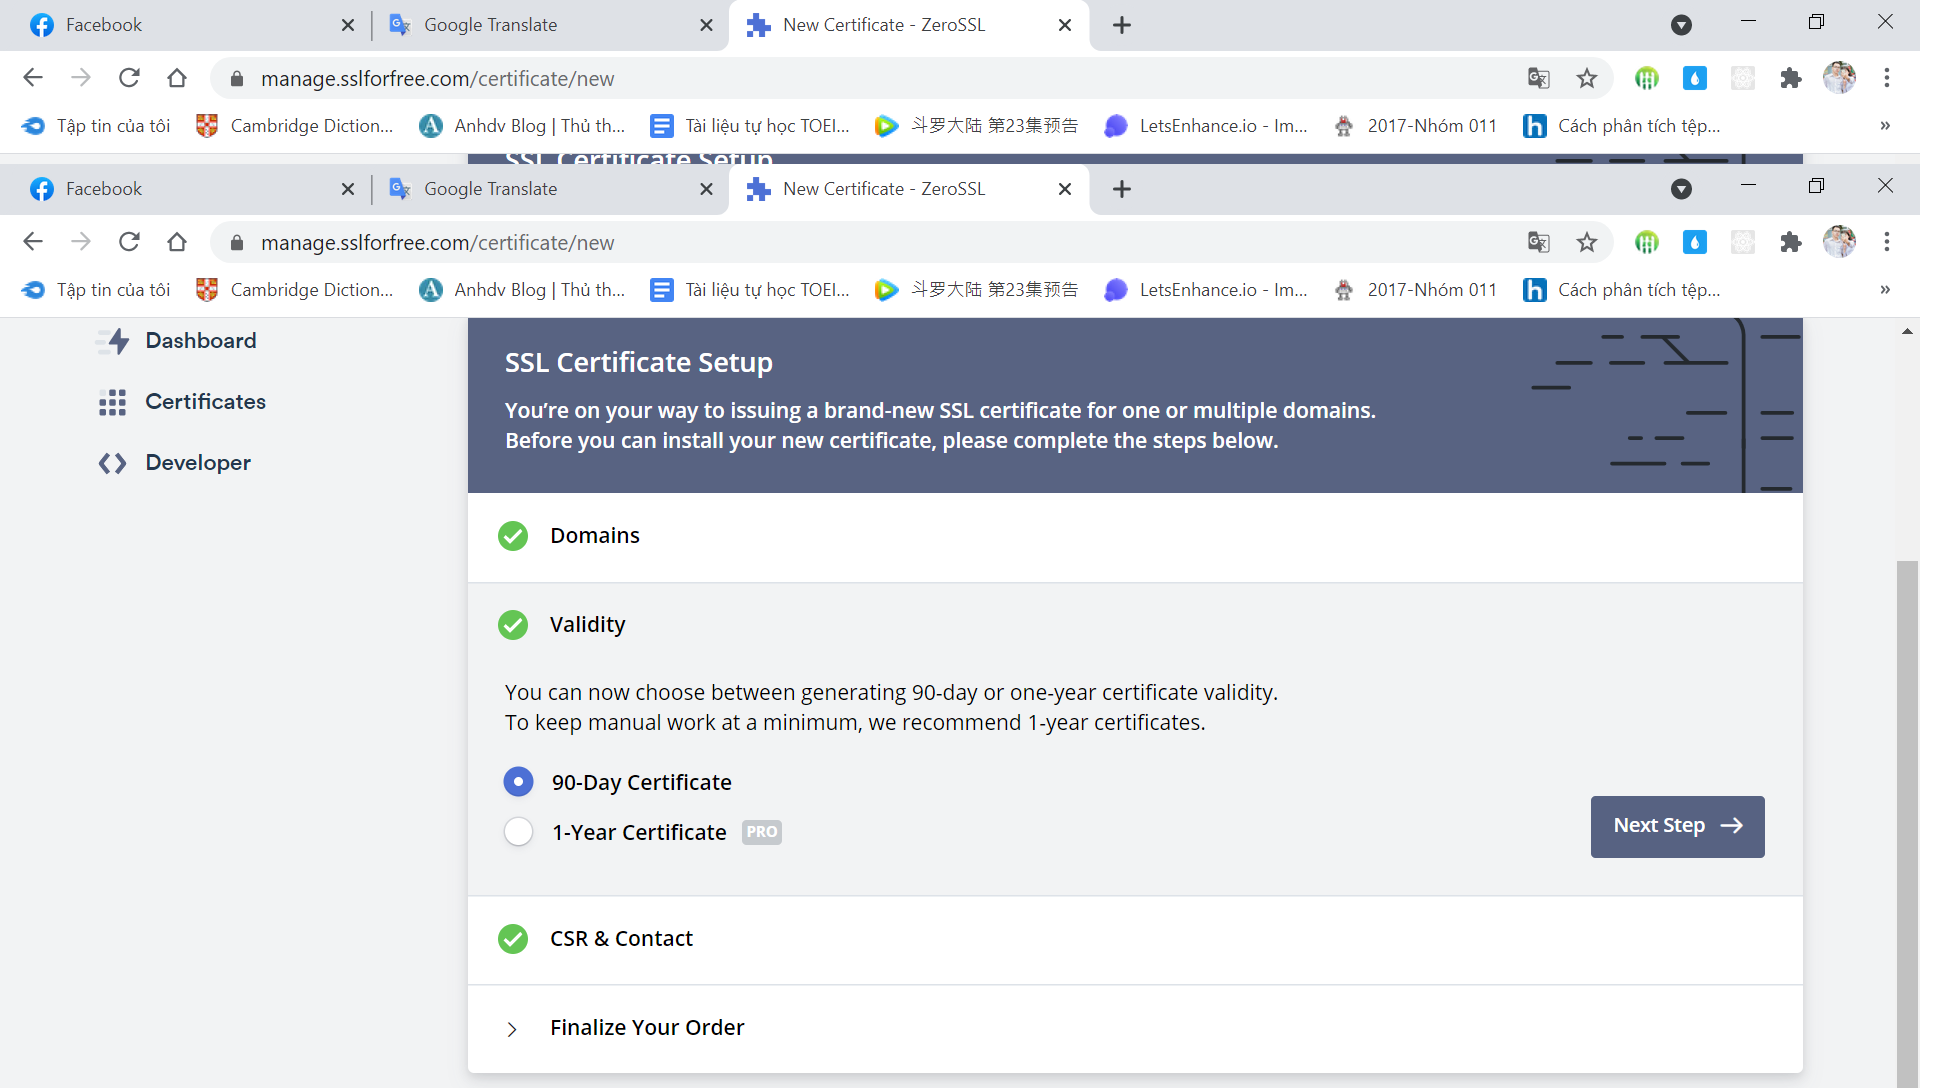 Facebook
Google Translate
New Certificate - ZeroSSL
manage.sslforfree.com/certificate/new
Tập tin của tôi
Cambridge Diction...
Anhdv Blog | Thủ th...
Tài liệu tự học TOEI...
斗罗大陆 第23集预告
LetsEnhance.io - Im...
2017-Nhóm 011
Cách phân tích tệp...
SSL Certificate Setup
Facebook
Google Translate
New Certificate - ZeroSSL
manage.sslforfree.com/certificate/new
Tập tin của tôi
Cambridge Diction...
Anhdv Blog | Thủ th...
Tài liệu tự học TOEI...
斗罗大陆 第23集预告
LetsEnhance.io - Im...
2017-Nhóm 011
Cách phân tích tệp...
Dashboard
Certificates
Developer
SSL Certificate Setup
You’re on your way to issuing a brand-new SSL certificate for one or multiple domains.
Before you can install your new certificate, please complete the steps below.
Domains
Validity
You can now choose between generating 90-day or one-year certificate validity.
To keep manual work at a minimum, we recommend 1-year certificates.
90-Day Certificate
1-Year Certificate PRO
Next Step
CSR & Contact
Finalize Your Order